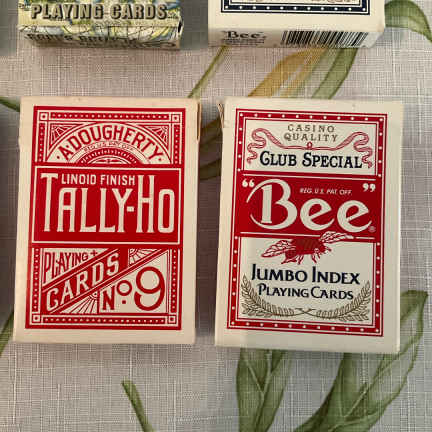 PLAYING CARDS
Bee
A. DOUGHERTY
REG. U.S. PAT. OFF.
LINOID FINISH
TALLY-HO
PLAYING
CARDS
No 9
CASINO
QUALITY
CLUB SPECIAL
REG. U.S. PAT. OFF.
"Bee"®
JUMBO INDEX
PLAYING CARDS